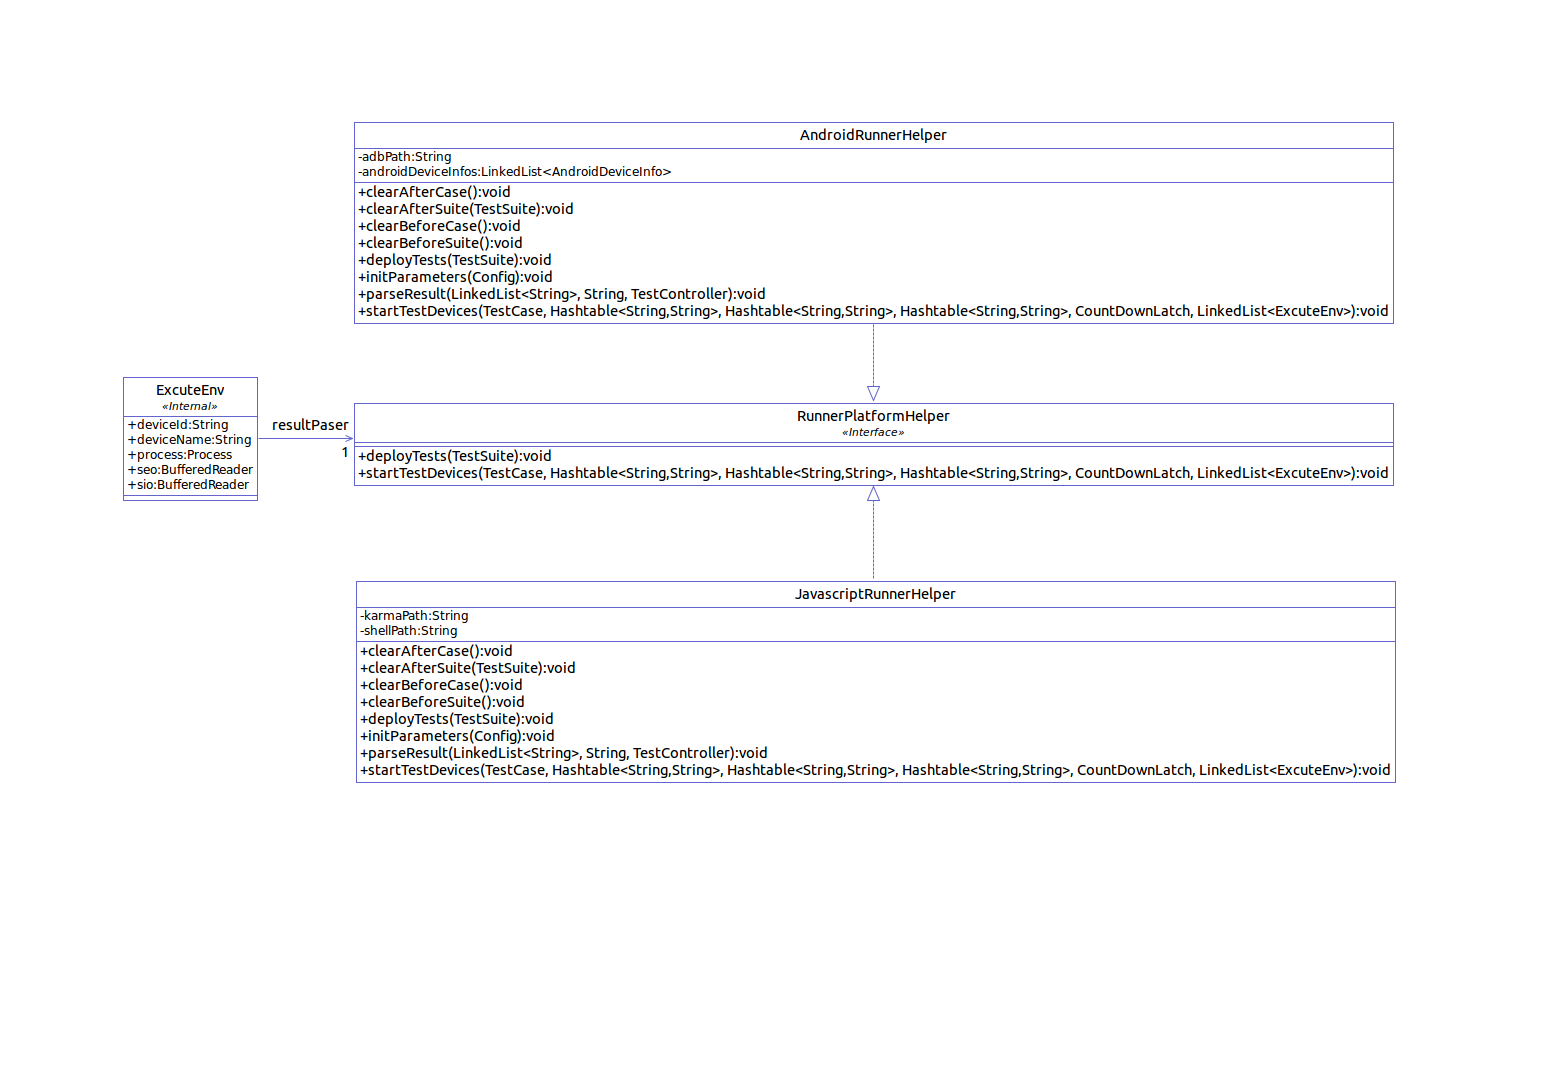 AndroidRunnerHelper
-adbPath:String
-androidDeviceInfos:LinkedList<AndroidDeviceInfo>
+clearAfterCase():void
+clearAfterSuite(TestSuite):void
+clearBeforeCase():void
+clearBeforeSuite():void
+deployTests(TestSuite):void
+initParameters(Config):void
+parseResult(LinkedList<String>, String, TestController):void
+startTestDevices(TestCase, Hashtable<String,String>, Hashtable<String,String>, Hashtable<String,String>, CountDownLatch, LinkedList<ExcuteEnv>):void
ExcuteEnv
«Internal»
+deviceId:String
+deviceName:String
+process:Process
+seo:BufferedReader
+sio:BufferedReader
resultPaser
1
RunnerPlatformHelper
«Interface»
+deployTests(TestSuite):void
+startTestDevices(TestCase, Hashtable<String,String>, Hashtable<String,String>, Hashtable<String,String>, CountDownLatch, LinkedList<ExcuteEnv>):void
JavascriptRunnerHelper
-karmaPath:String
-shellPath:String
+clearAfterCase():void
+clearAfterSuite(TestSuite):void
+clearBeforeCase():void
+clearBeforeSuite():void
+deployTests(TestSuite):void
+initParameters(Config):void
+parseResult(LinkedList<String>, String, TestController):void
+startTestDevices(TestCase, Hashtable<String,String>, Hashtable<String,String>, Hashtable<String,String>, CountDownLatch, LinkedList<ExcuteEnv>):void